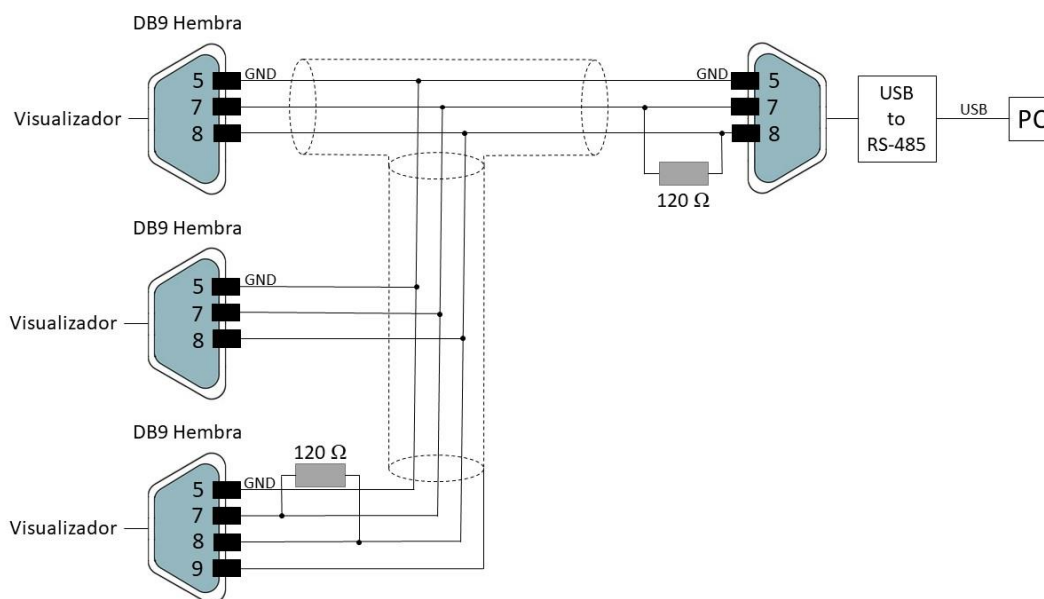 DB9 Hembra
Visualizador
5
GND
7
8
GND
5
7
8
120 Ω
USB
to
RS-485
USB
PC
DB9 Hembra
Visualizador
5
GND
7
8
DB9 Hembra
Visualizador
120 Ω
5
GND
7
8
9